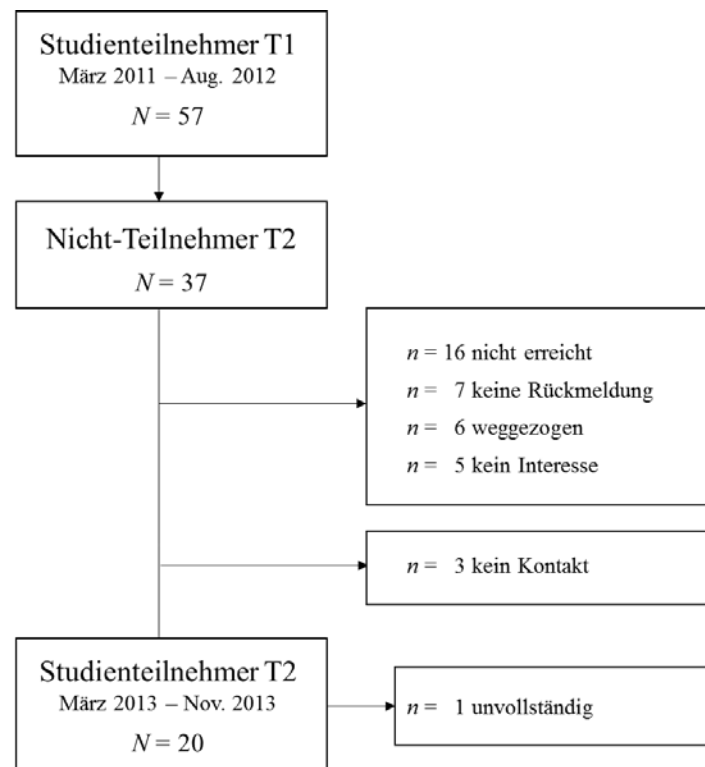 Studienteilnehmer T1
März 2011 – Aug. 2012
N = 57
Nicht-Teilnehmer T2
N = 37
n = 16 nicht erreicht
n = 7 keine Rückmeldung
n = 6 weggezogen
n = 5 kein Interesse
n = 3 kein Kontakt
Studienteilnehmer T2
März 2013 – Nov. 2013
N = 20
n = 1 unvollständig